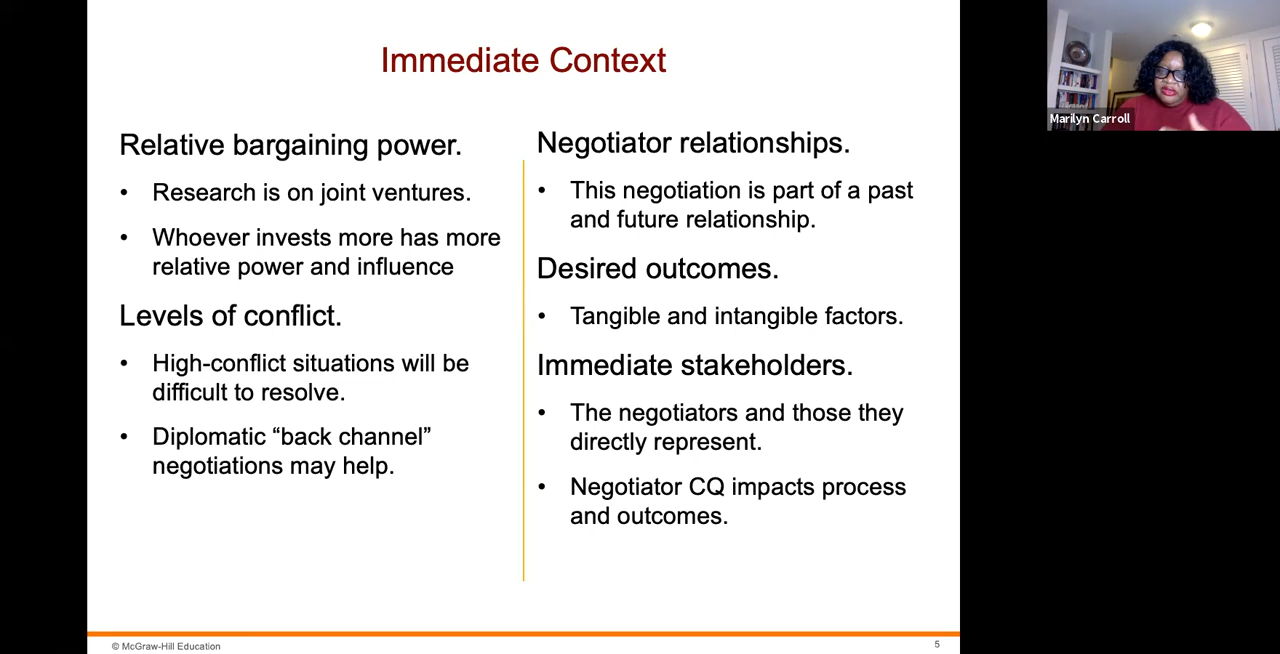 Immediate Context
Relative bargaining power.
• Research is on joint ventures.
• Whoever invests more has more
relative power and influence
Levels of conflict.
• High-conflict situations will be
difficult to resolve.
• Diplomatic “back channel”
negotiations may help.
Negotiator relationships.
• This negotiation is part of a past
and future relationship.
Desired outcomes.
• Tangible and intangible factors.
Immediate stakeholders.
• The negotiators and those they
directly represent.
• Negotiator CQ impacts process
and outcomes.
© McGraw-Hill Education
5
Marilyn Carroll